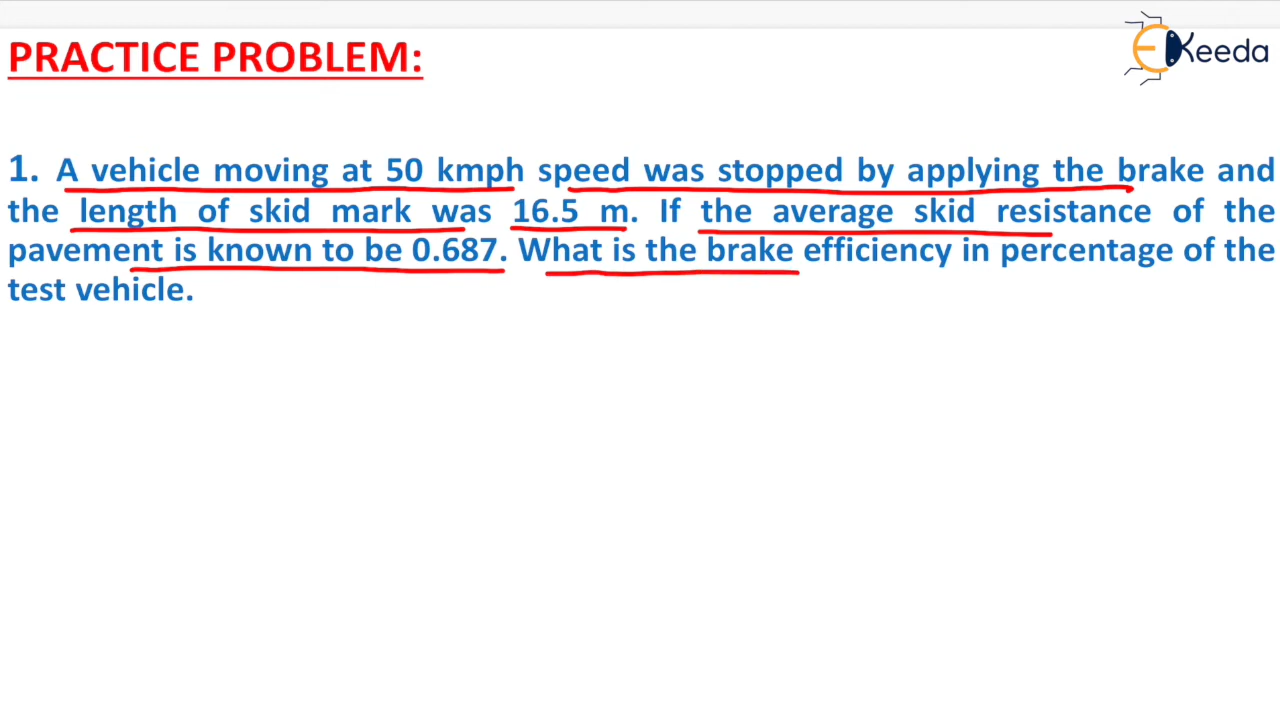 EKeeda
PRACTICE PROBLEM:
1. A vehicle moving at 50 kmph speed was stopped by applying the brake and
the length of skid mark was 16.5 m. If the average skid resistance of the
pavement is known to be 0.687. What is the brake efficiency in percentage of the
test vehicle.